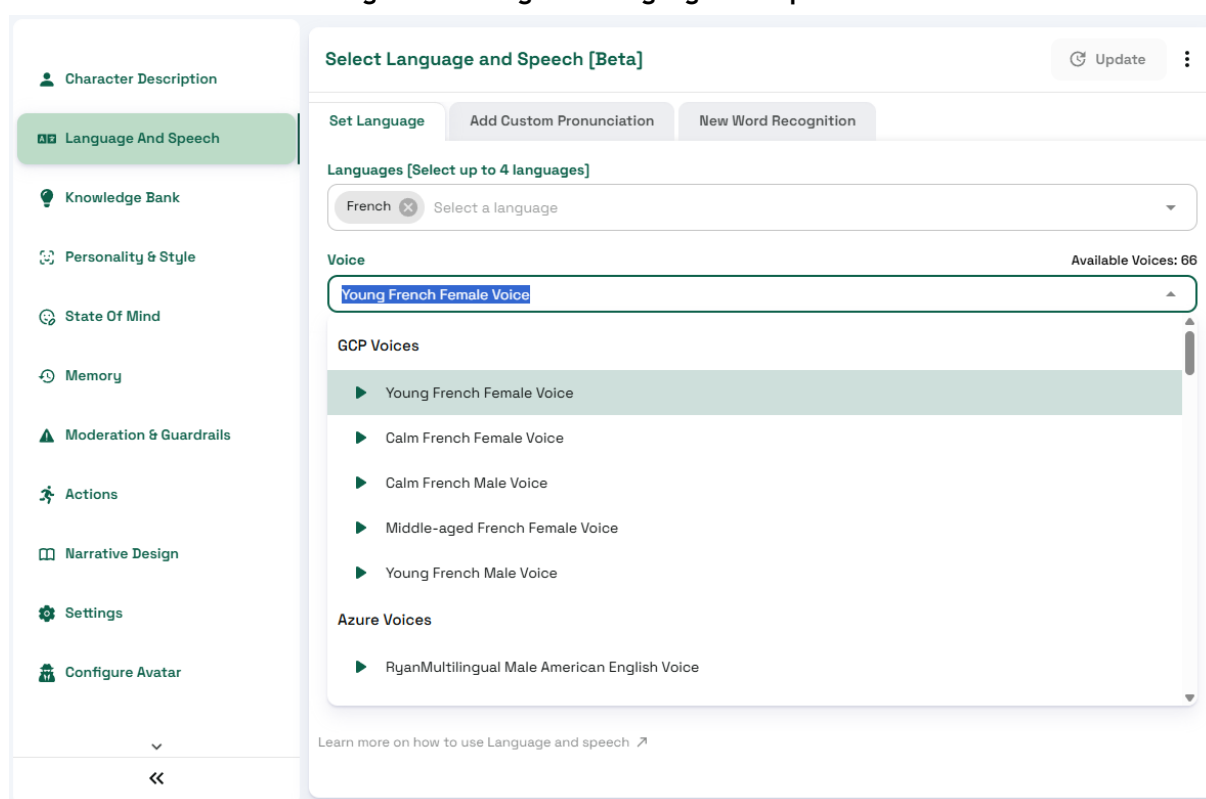 Character Description
Language And Speech
Knowledge Bank
Personality & Style
State Of Mind
Memory
Moderation & Guardrails
Actions
Narrative Design
Settings
Configure Avatar
Select Language and Speech [Beta]
Update
Set Language
Add Custom Pronunciation
New Word Recognition
Languages [Select up to 4 languages]
French
Select a language
Voice
Available Voices: 66
Young French Female Voice
GCP Voices
Young French Female Voice
Calm French Female Voice
Calm French Male Voice
Middle-aged French Female Voice
Young French Male Voice
Azure Voices
RyanMultilingual Male American English Voice
Learn more on how to use Language and speech